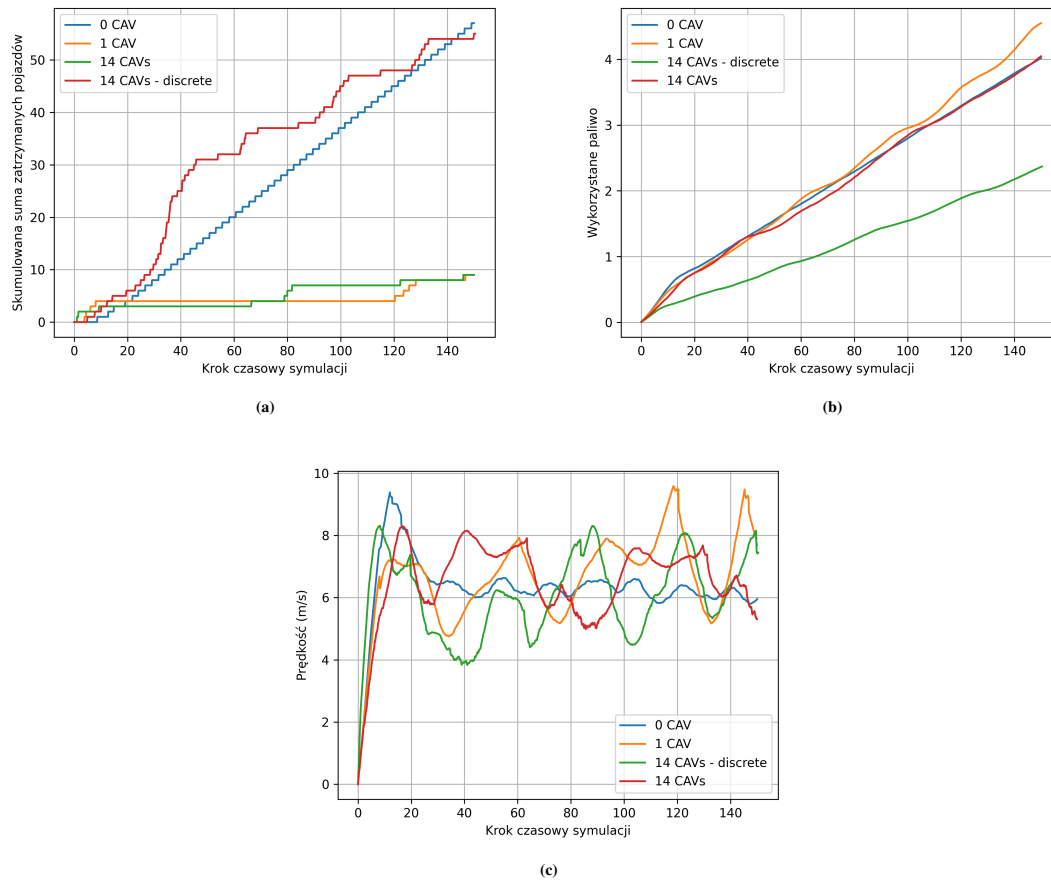 0 CAV
1 CAV
14 CAVs
14 CAVs - discrete
Skumulowana suma zatrzymanych pojazdów
0
10
20
30
40
50
0 20 40 60 80 100 120 140
Krok czasowy symulacji
(a)
0 CAV
1 CAV
14 CAVs - discrete
14 CAVs
Wykorzystane paliwo
0
1
2
3
4
0 20 40 60 80 100 120 140
Krok czasowy symulacji
(b)
Prędkość (m/s)
0
2
4
6
8
10
0 CAV
1 CAV
14 CAVs - discrete
14 CAVs
0 20 40 60 80 100 120 140
Krok czasowy symulacji
(c)